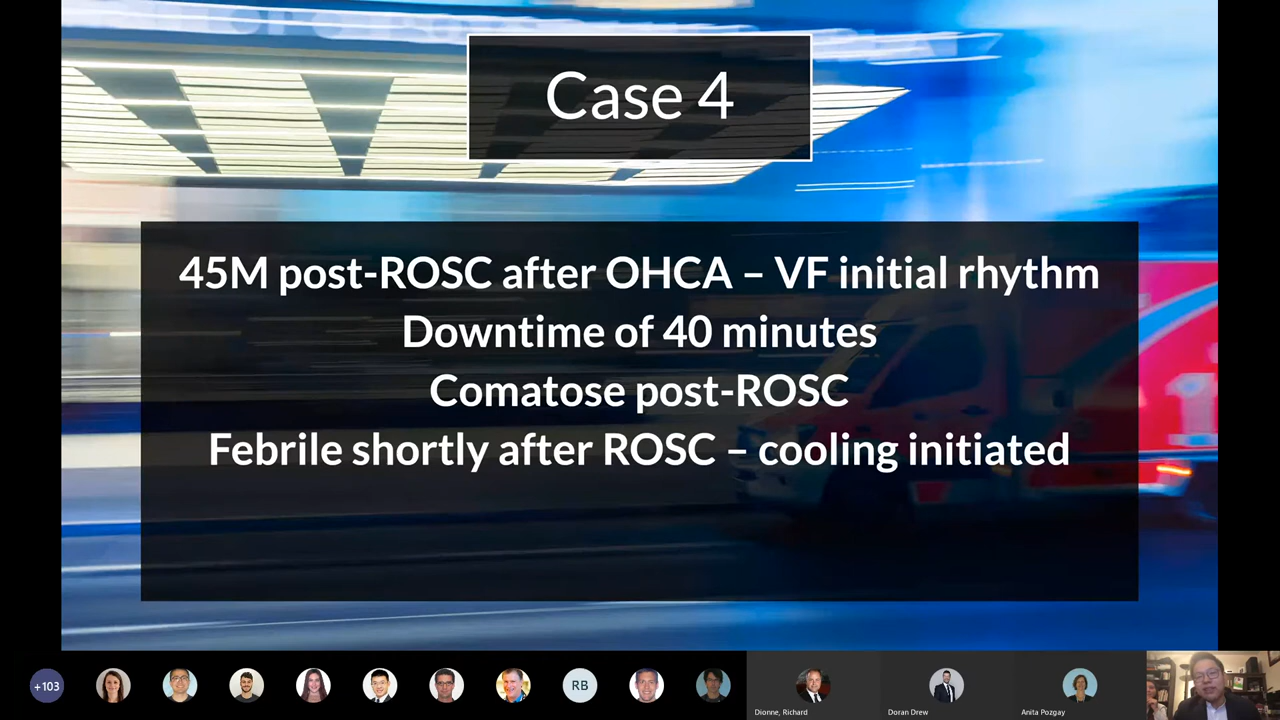 Case 4
45M post-ROSC after OHCA – VF initial rhythm
Downtime of 40 minutes
Comatose post-ROSC
Febrile shortly after ROSC – cooling initiated
+103
RB
Dionne, Richard
Doran Drew
Anita Pozgay